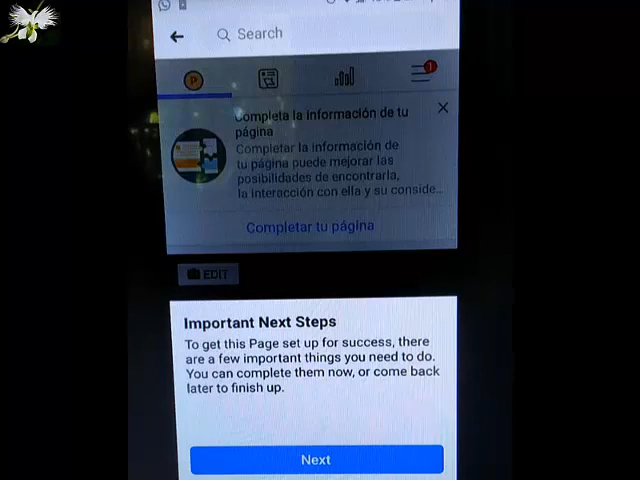 Search
P
1
Completa la información de tu
página
Completar la información de
tu página puede mejorar las
posibilidades de encontrarla,
la interacción con ella y su conside...
Completar tu página
EDIT
Important Next Steps
To get this Page set up for success, there
are a few important things you need to do.
You can complete them now, or come back
later to finish up.
Next